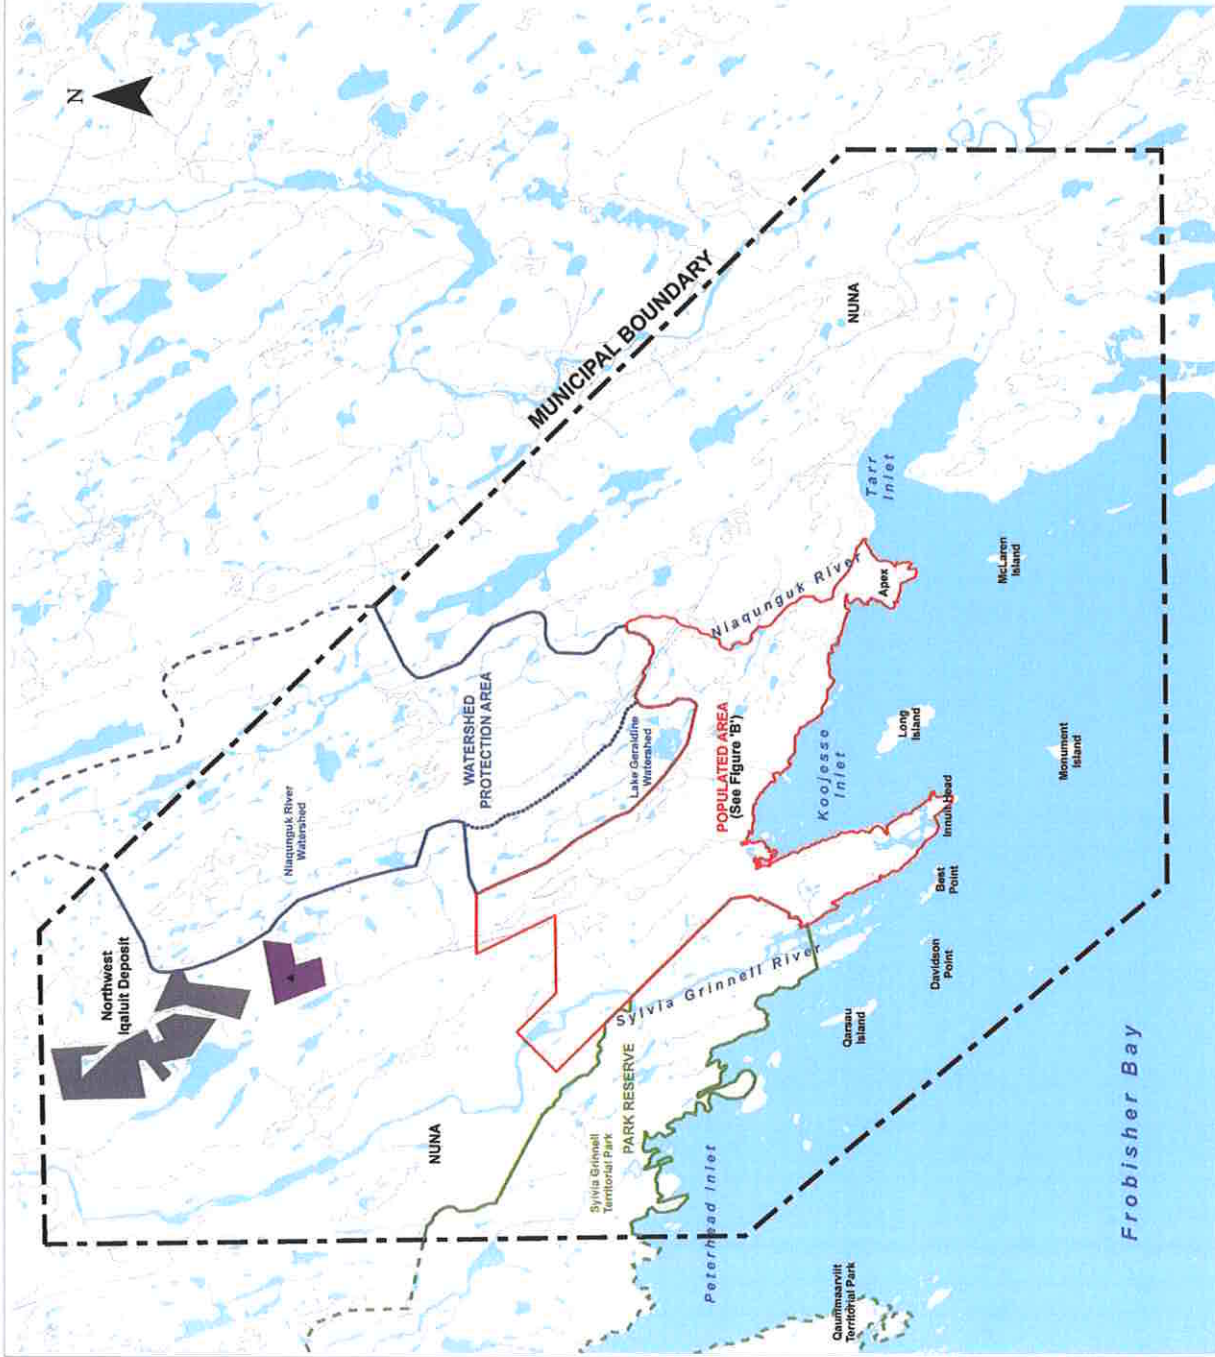 N
MUNICIPAL BOUNDARY
Northwest
Iqaluit Deposit
Niaqunguk River
Watershed
WATERSHED
PROTECTION AREA
Lake Geraldine
Watershed
POPULATED AREA
(See Figure 'B')
NUNA
NUNA
Niaqunguk River
Apex
Tarr
Inlet
McLaren
Island
Koojesse
Inlet
Long
Island
Monument
Island
Innuit Head
Best
Point
Davidson
Point
Sylvia Grinnell River
Qarsau
Island
PARK RESERVE
Sylvia Grinnell
Territorial Park
Peterhead Inlet
Qaummaarviit
Territorial Park
Frobisher Bay